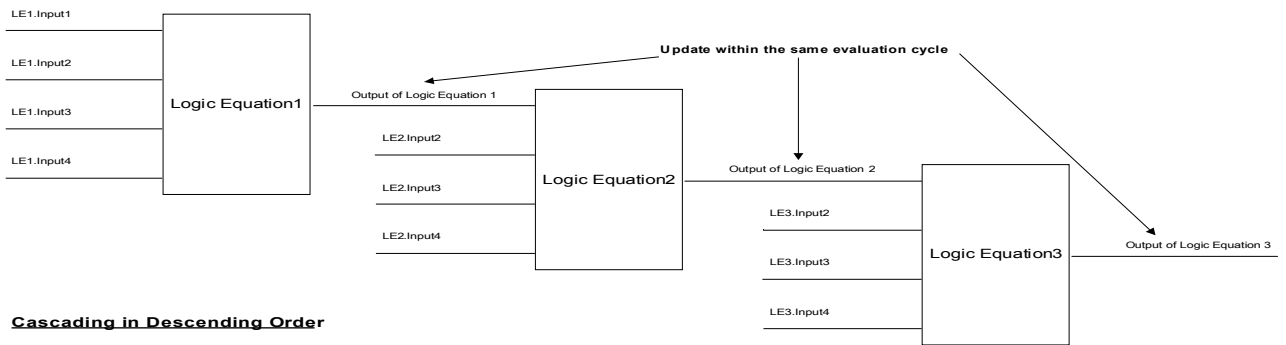 LE1.Input1
LE1.Input2
LE1.Input3
LE1.Input4
Logic Equation1
Update within the same evaluation cycle
Output of Logic Equation 1
LE2.Input2
LE2.Input3
LE2.Input4
Logic Equation2
Output of Logic Equation 2
LE3.Input2
LE3.Input3
LE3.Input4
Logic Equation3
Output of Logic Equation 3
Cascading in Descending Order